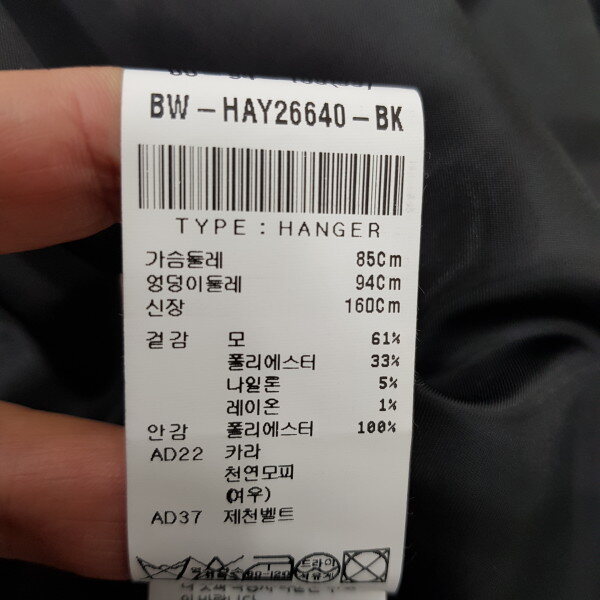 BW-HAY26640-BK
TYPE : HANGER
가슴둘레 85Cm
엉덩이둘레 94Cm
신장 160Cm
겉감 모 61%
폴리에스터 33%
나일론 5%
레이온 1%
안감 폴리에스터 100%
AD22 카라
천연모피
(여우)
AD37 제천벨트
드라이